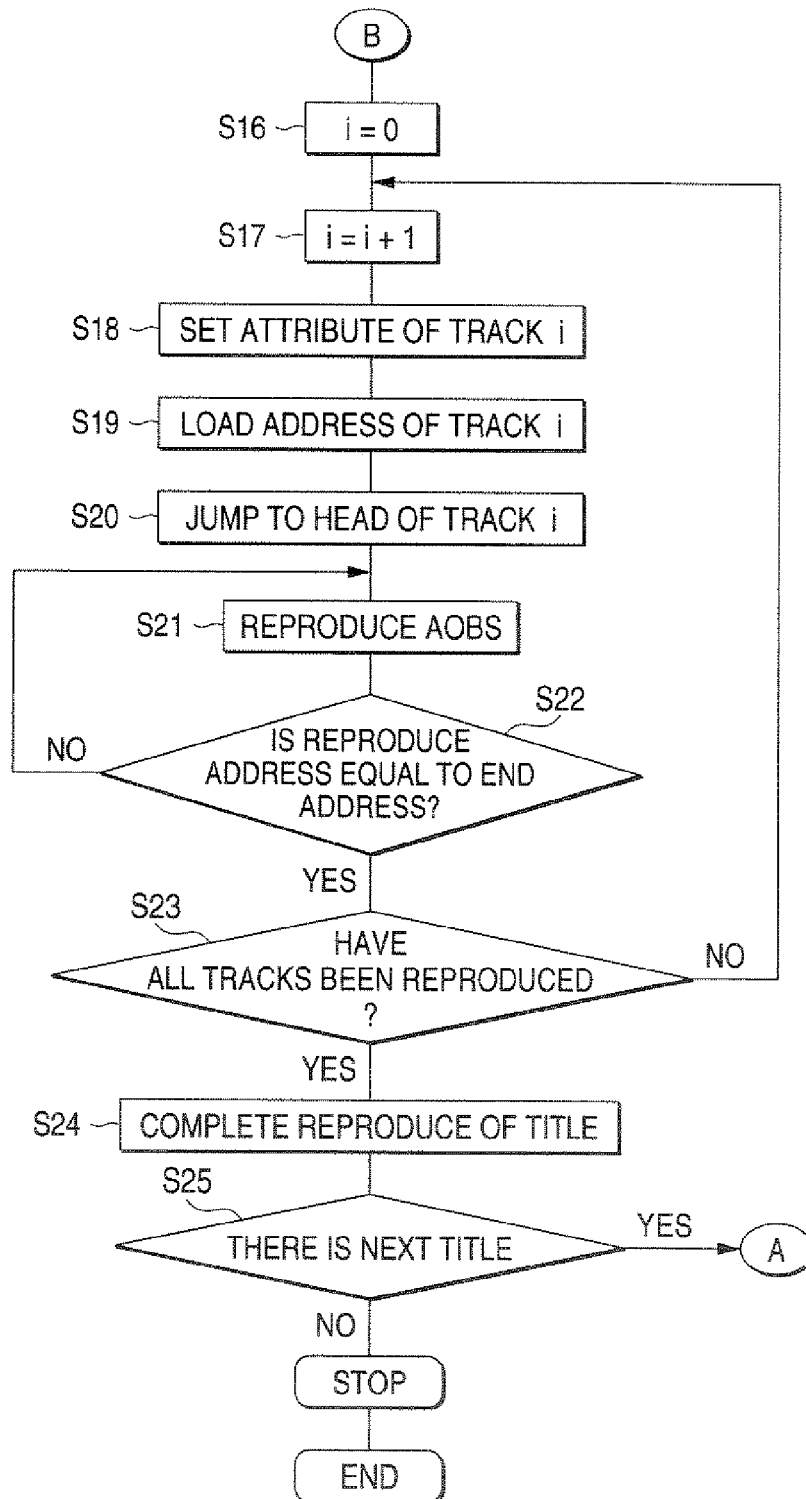 B
S16
i = 0
S17
i = i + 1
S18
SET ATTRIBUTE OF TRACK i
S19
LOAD ADDRESS OF TRACK i
S20
JUMP TO HEAD OF TRACK i
S21
REPRODUCE AOBS
S22
NO
IS REPRODUCE
ADDRESS EQUAL TO END
ADDRESS?
YES
S23
HAVE
ALL TRACKS BEEN REPRODUCED
?
NO
YES
S24
COMPLETE REPRODUCE OF TITLE
S25
THERE IS NEXT TITLE
YES
A
NO
STOP
END